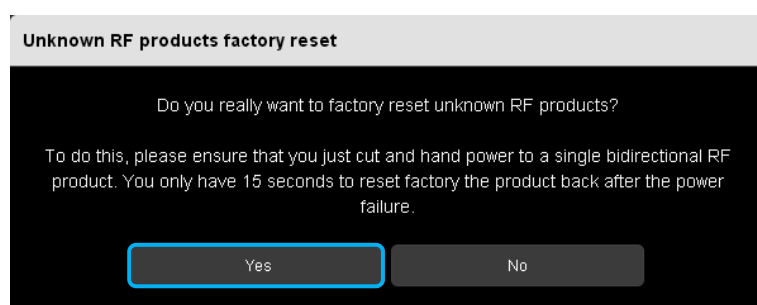 Unknown RF products factory reset
Do you really want to factory reset unknown RF products?
To do this, please ensure that you just cut and hand power to a single bidirectional RF
product. You only have 15 seconds to reset factory the product back after the power
failure.
Yes
No